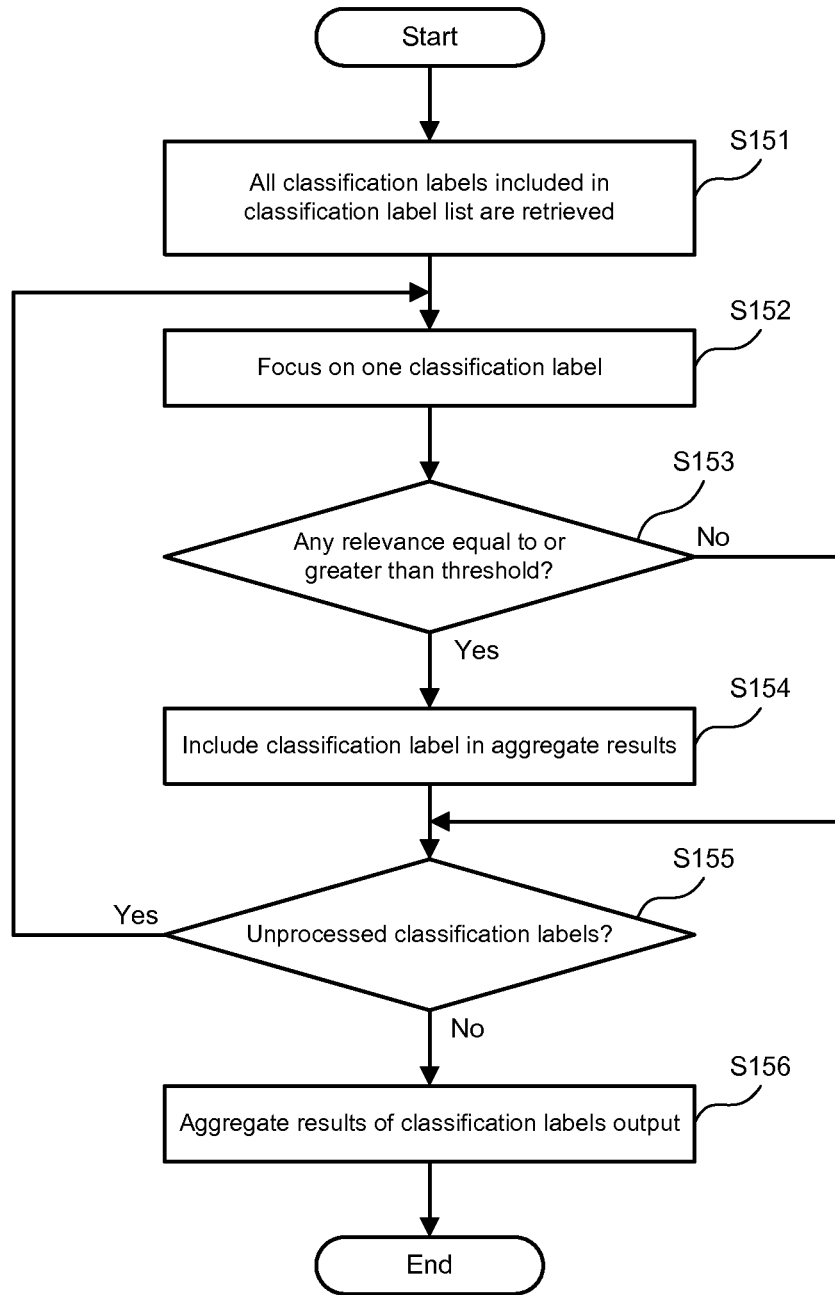 Start
S151
All classification labels included in
classification label list are retrieved
S152
Focus on one classification label
S153
Any relevance equal to or
greater than threshold?
No
Yes
S154
Include classification label in aggregate results
S155
Yes
Unprocessed classification labels?
No
S156
Aggregate results of classification labels output
End